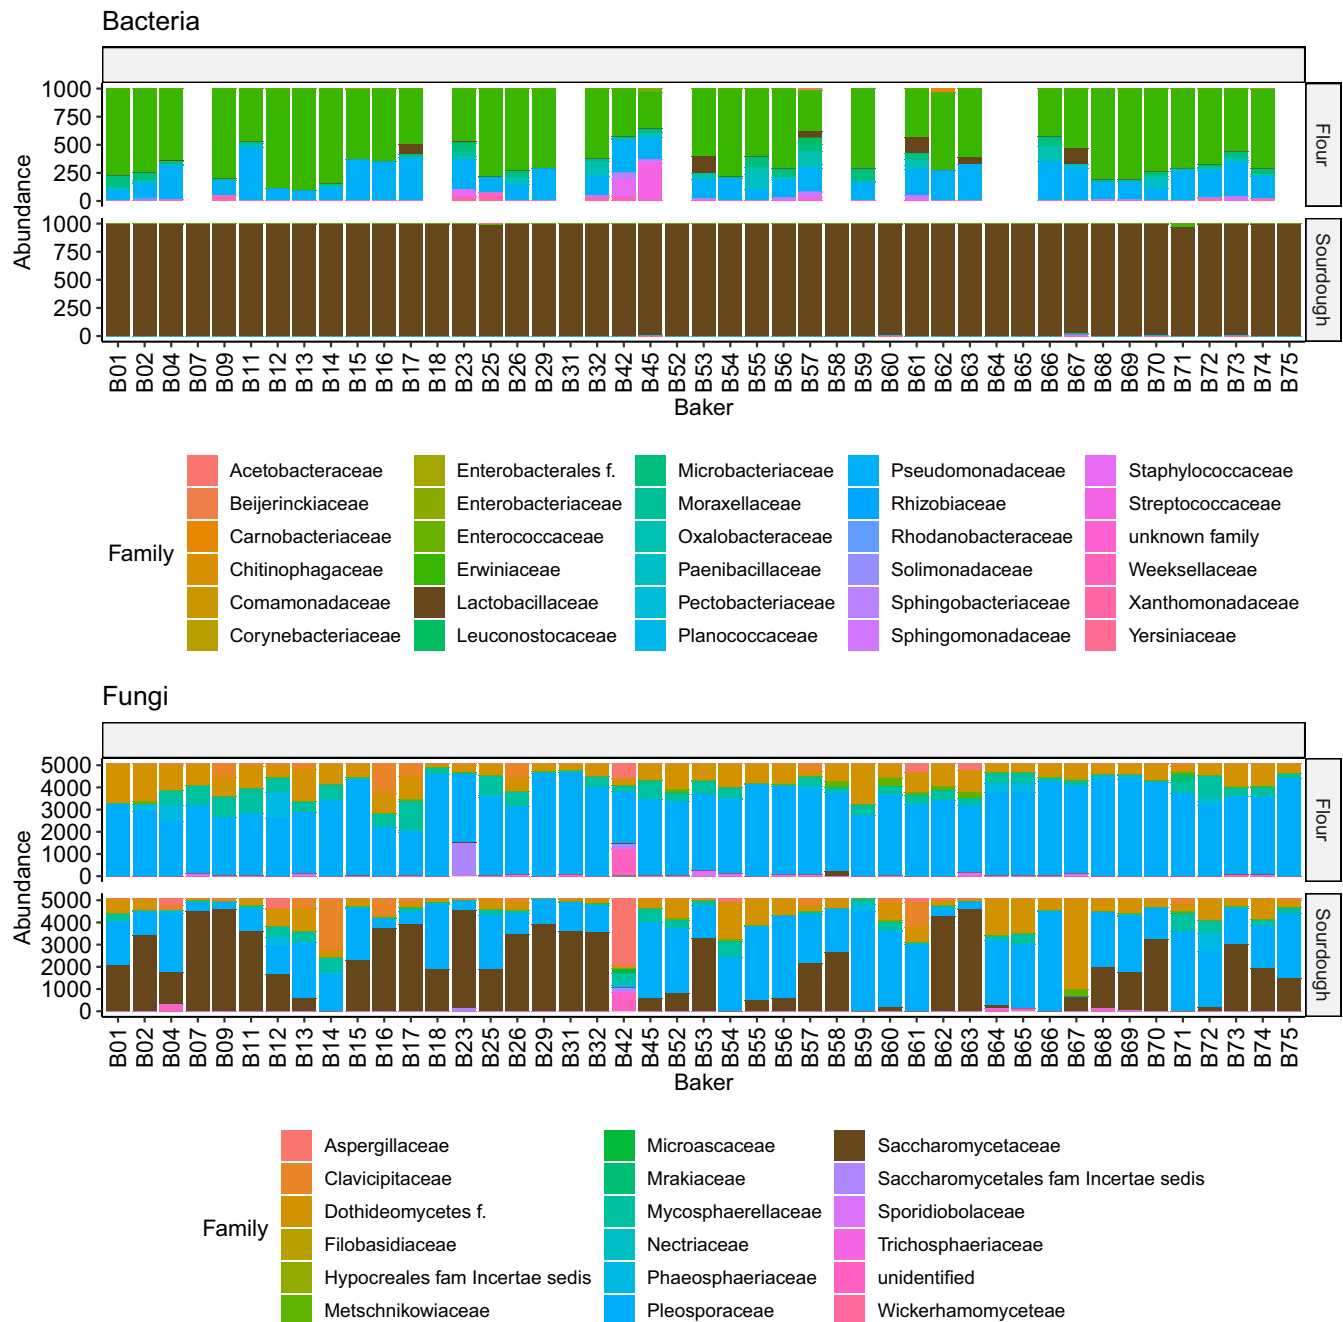 Bacteria
1000
750
500
250
0
Flour
1000
750
500
250
0
Sourdough
Abundance
B01 B02 B04 B07 B09 B11 B12 B13 B14 B15 B16 B17 B18 B23 B25 B26 B29 B31 B32 B42 B45 B52 B53 B54 B55 B56 B57 B58 B59 B60 B61 B62 B63 B64 B65 B66 B67 B68 B69 B70 B71 B72 B73 B74 B75
Baker
Family
Acetobacteraceae
Beijerinckiaceae
Carnobacteriaceae
Chitinophagaceae
Comamonadaceae
Corynebacteriaceae
Enterobacterales f.
Enterobacteriaceae
Enterococcaceae
Erwiniaceae
Lactobacillaceae
Leuconostocaceae
Microbacteriaceae
Moraxellaceae
Oxalobacteraceae
Paenibacillaceae
Pectobacteriaceae
Planococcaceae
Pseudomonadaceae
Rhizobiaceae
Rhodanobacteraceae
Solimonadaceae
Sphingobacteriaceae
Sphingomonadaceae
Staphylococcaceae
Streptococcaceae
unknown family
Weeksellaceae
Xanthomonadaceae
Yersiniaceae
Fungi
5000
4000
3000
2000
1000
0
Flour
5000
4000
3000
2000
1000
0
Sourdough
Abundance
B01 B02 B04 B07 B09 B11 B12 B13 B14 B15 B16 B17 B18 B23 B25 B26 B29 B31 B32 B42 B45 B52 B53 B54 B55 B56 B57 B58 B59 B60 B61 B62 B63 B64 B65 B66 B67 B68 B69 B70 B71 B72 B73 B74 B75
Baker
Family
Aspergillaceae
Clavicipitaceae
Dothideomycetes f.
Filobasidiaceae
Hypocreales fam Incertae sedis
Metschnikowiaceae
Microascaceae
Mrakiaceae
Mycosphaerellaceae
Nectriaceae
Phaeosphaeriaceae
Pleosporaceae
Saccharomycetaceae
Saccharomycetales fam Incertae sedis
Sporidiobolaceae
Trichosphaeriaceae
unidentified
Wickerhamomyceteae